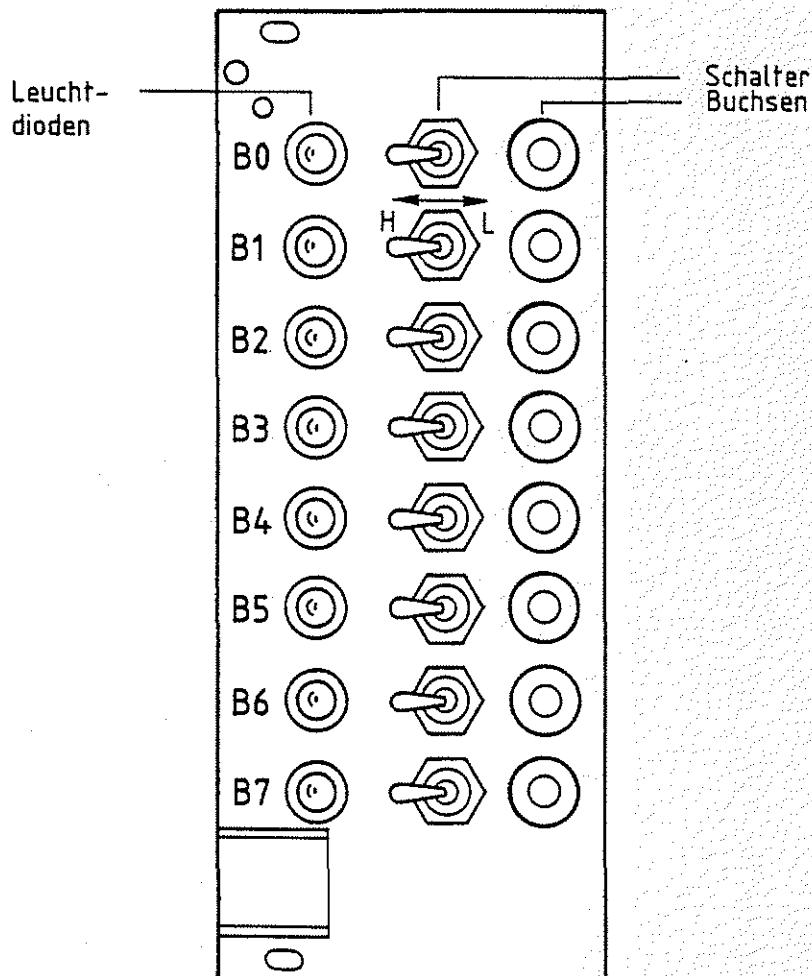 Leucht-
dioden
Schalter
Buchsen
B0
H L
B1
B2
B3
B4
B5
B6
B7